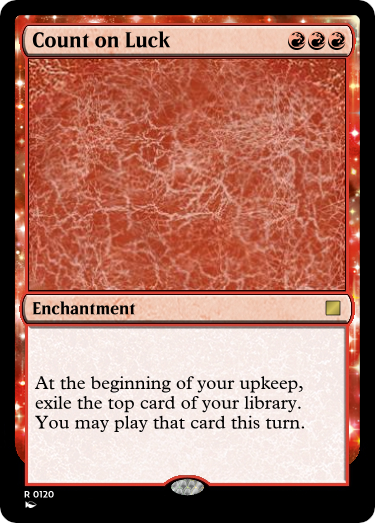 Count on Luck
Enchantment
At the beginning of your upkeep,
exile the top card of your library.
You may play that card this turn.
R 0120